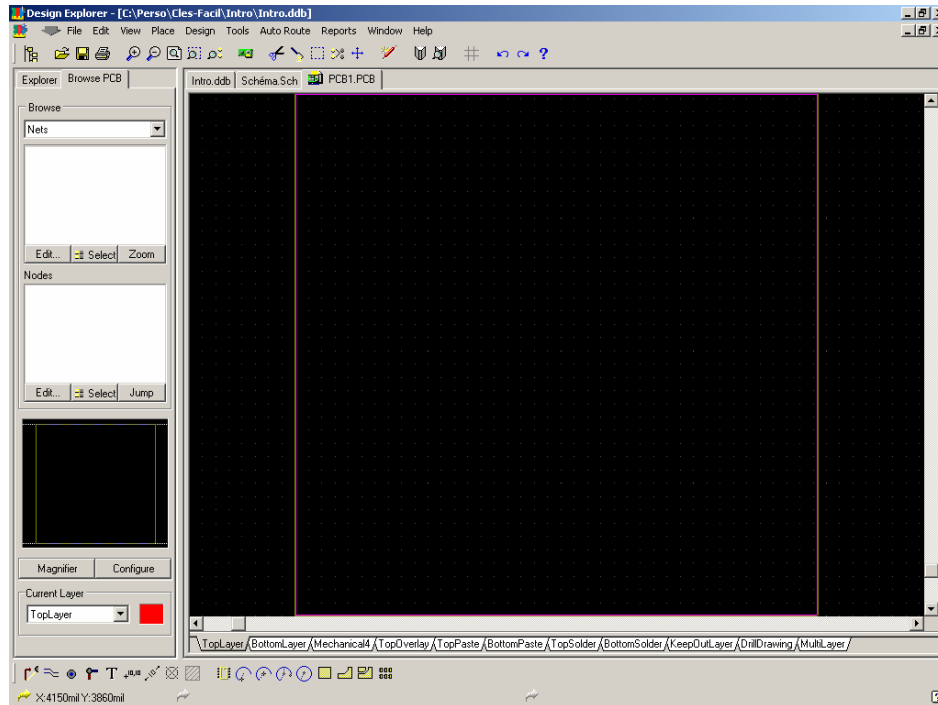 Design Explorer - [C:\Perso\Cles-Facil\Intro\Intro.ddb]
File Edit View Place Design Tools Auto Route Reports Window Help
Explorer Browse PCB
Intro.ddb Schéma.Sch PCB1.PCB
Browse
Nets
Edit... Select Zoom
Nodes
Edit... Select Jump
Magnifier Configure
Current Layer
TopLayer
TopLayer BottomLayer Mechanical4 TopOverlay TopPaste BottomPaste TopSolder BottomSolder KeepOutLayer DrillDrawing MultiLayer
X:4150mil Y:3860mil